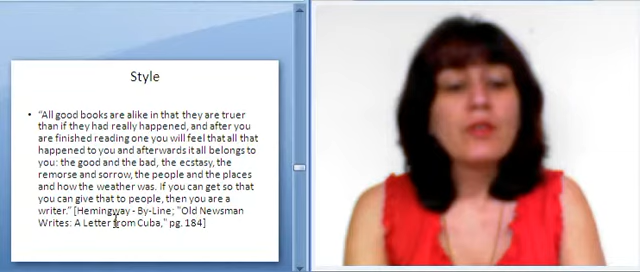 Style
• "All good books are alike in that they are truer
than if they had really happened, and after you
are finished reading one you will feel that all that
happened to you and afterwards it all belongs to
you: the good and the bad, the ecstasy, the
remorse and sorrow, the people and the places
and how the weather was. If you can get so that
you can give that to people, then you are a
writer." [Hemingway - By-Line; "Old Newsman
Writes: A Letter from Cuba," pg. 184]